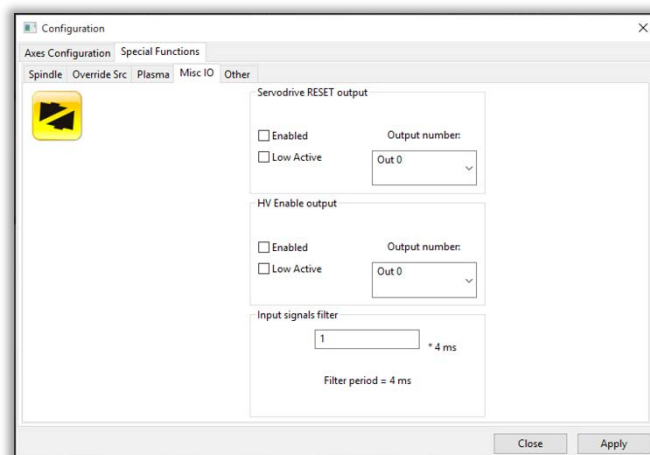 Configuration
Axes Configuration Special Functions
Spindle Override Src Plasma Misc IO Other
Servodrive RESET output
Enabled Output number:
Low Active Out 0
HV Enable output
Enabled Output number:
Low Active Out 0
Input signals filter
1 * 4 ms
Filter period = 4 ms
Close Apply